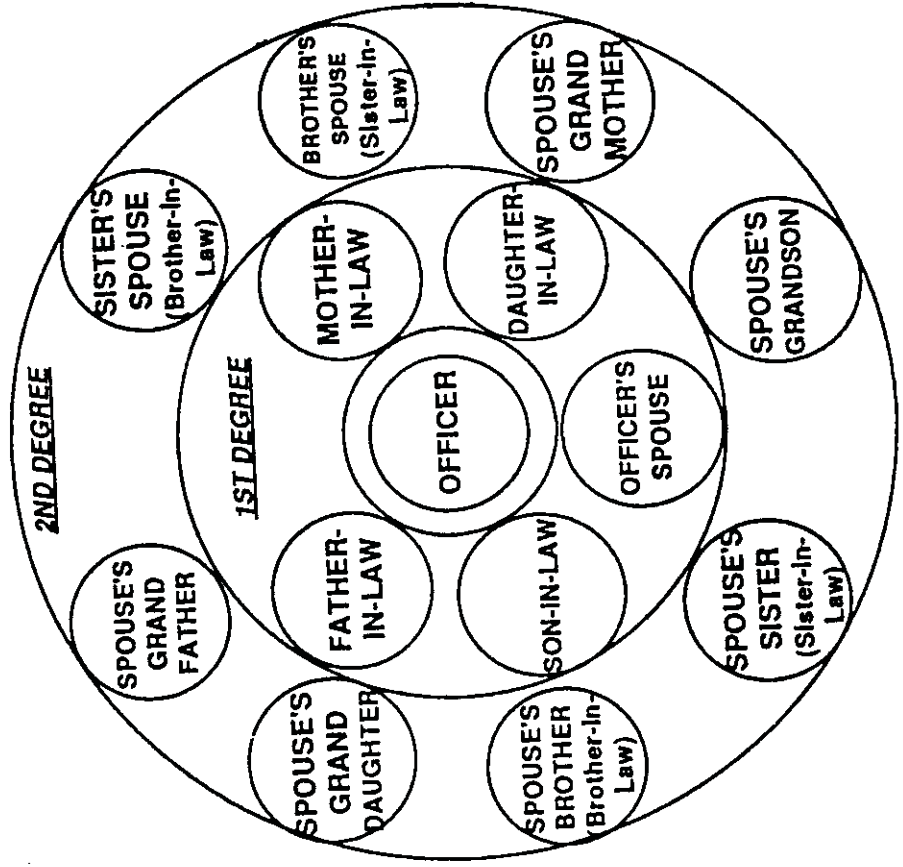 2ND DEGREE
SPOUSE'S
GRAND
FATHER
SISTER'S
SPOUSE
(Brother-In-
Law)
1ST DEGREE
SPOUSE'S
GRAND
DAUGHTER
FATHER-
IN-LAW
MOTHER-
IN-LAW
BROTHER'S
SPOUSE
(Sister-In-
Law)
OFFICER
SON-IN-LAW
DAUGHTER-
IN-LAW
SPOUSE'S
BROTHER
(Brother-In-
Law)
SPOUSE'S
GRAND
MOTHER
OFFICER'S
SPOUSE
SPOUSE'S
SISTER
(Sister-In-
Law)
SPOUSE'S
GRANDSON